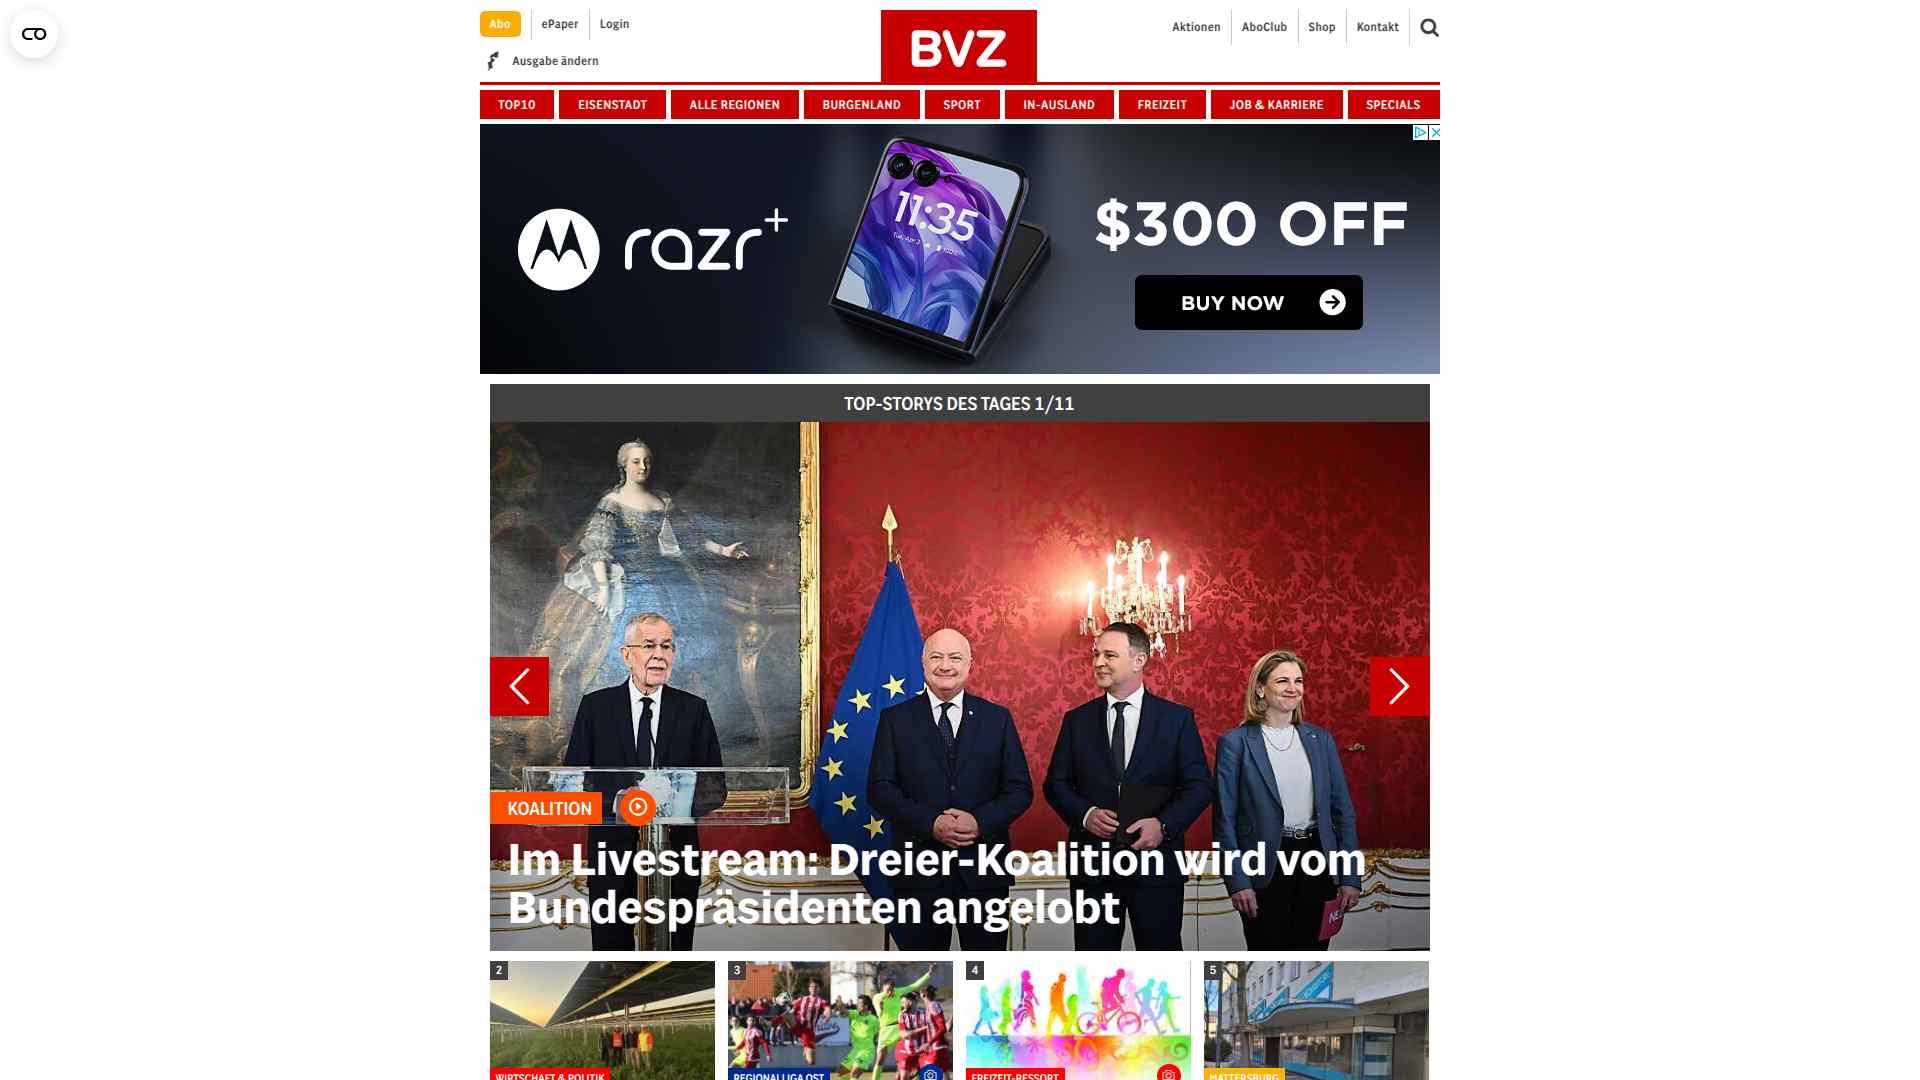 Abo
ePaper
Login
Ausgabe ändern
BVZ
Aktionen
AboClub
Shop
Kontakt
TOP10
EISENSTADT
ALLE REGIONEN
BURGENLAND
SPORT
IN-AUSLAND
FREIZEIT
JOB & KARRIERE
SPECIALS
razr+
11:35
$300 OFF
BUY NOW
TOP-STORYS DES TAGES 1/11
KOALITION
Im Livestream: Dreier-Koalition wird vom
Bundespräsidenten angelobt
2
3
4
5
WIRTSCHAFT & POLITIK
REGIONALLIGA OST
FREIZEIT-RESSORT
MATTERSBURG